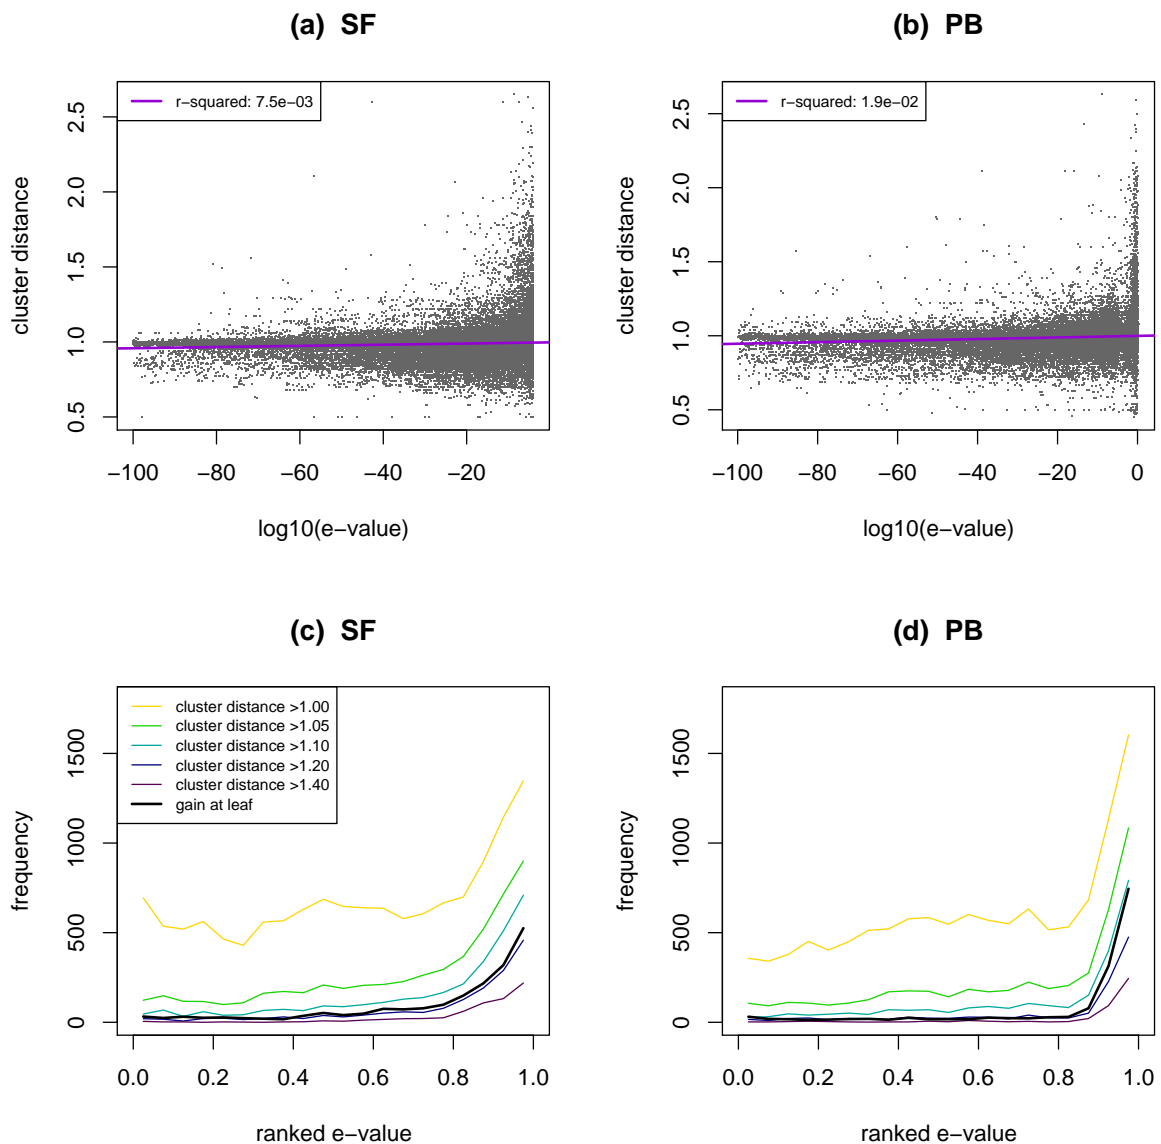 (a) SF
r−squared: 7.5e−03
cluster distance
2.5
2.0
1.5
1.0
0.5
−100 −80 −60 −40 −20
log10(e−value)
(b) PB
r−squared: 1.9e−02
cluster distance
2.5
2.0
1.5
1.0
0.5
−100 −80 −60 −40 −20 0
log10(e−value)
(c) SF
cluster distance >1.00
cluster distance >1.05
cluster distance >1.10
cluster distance >1.20
cluster distance >1.40
gain at leaf
frequency
1500
1000
500
0
0.0 0.2 0.4 0.6 0.8 1.0
ranked e−value
(d) PB
frequency
1500
1000
500
0
0.0 0.2 0.4 0.6 0.8 1.0
ranked e−value